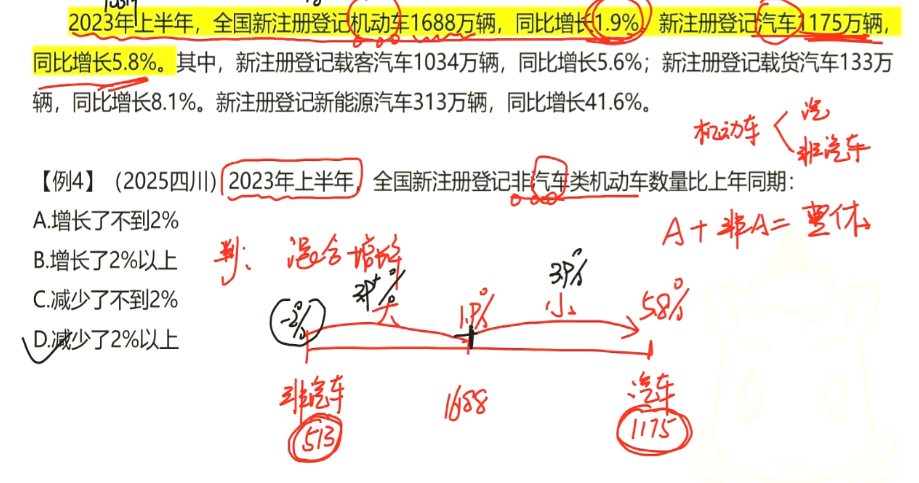 2023年上半年，全国新注册登记机动车1688万辆，同比增长1.9%。新注册登记汽车1175万辆，
同比增长5.8%。其中，新注册登记载客汽车1034万辆，同比增长5.6%；新注册登记载货汽车133万
辆，同比增长8.1%。新注册登记新能源汽车313万辆，同比增长41.6%。
机动车
汽
非汽车
【例4】（2025四川）2023年上半年，全国新注册登记非汽车类机动车数量比上年同期：
A.增长了不到2%
A+非A=整体
B.增长了2%以上
判：混合增降
C.减少了不到2%
3.9+%
3.9%
大
小
-2%
1.9%
5.8%
D.减少了2%以上
非汽车
1688
汽车
513
1175